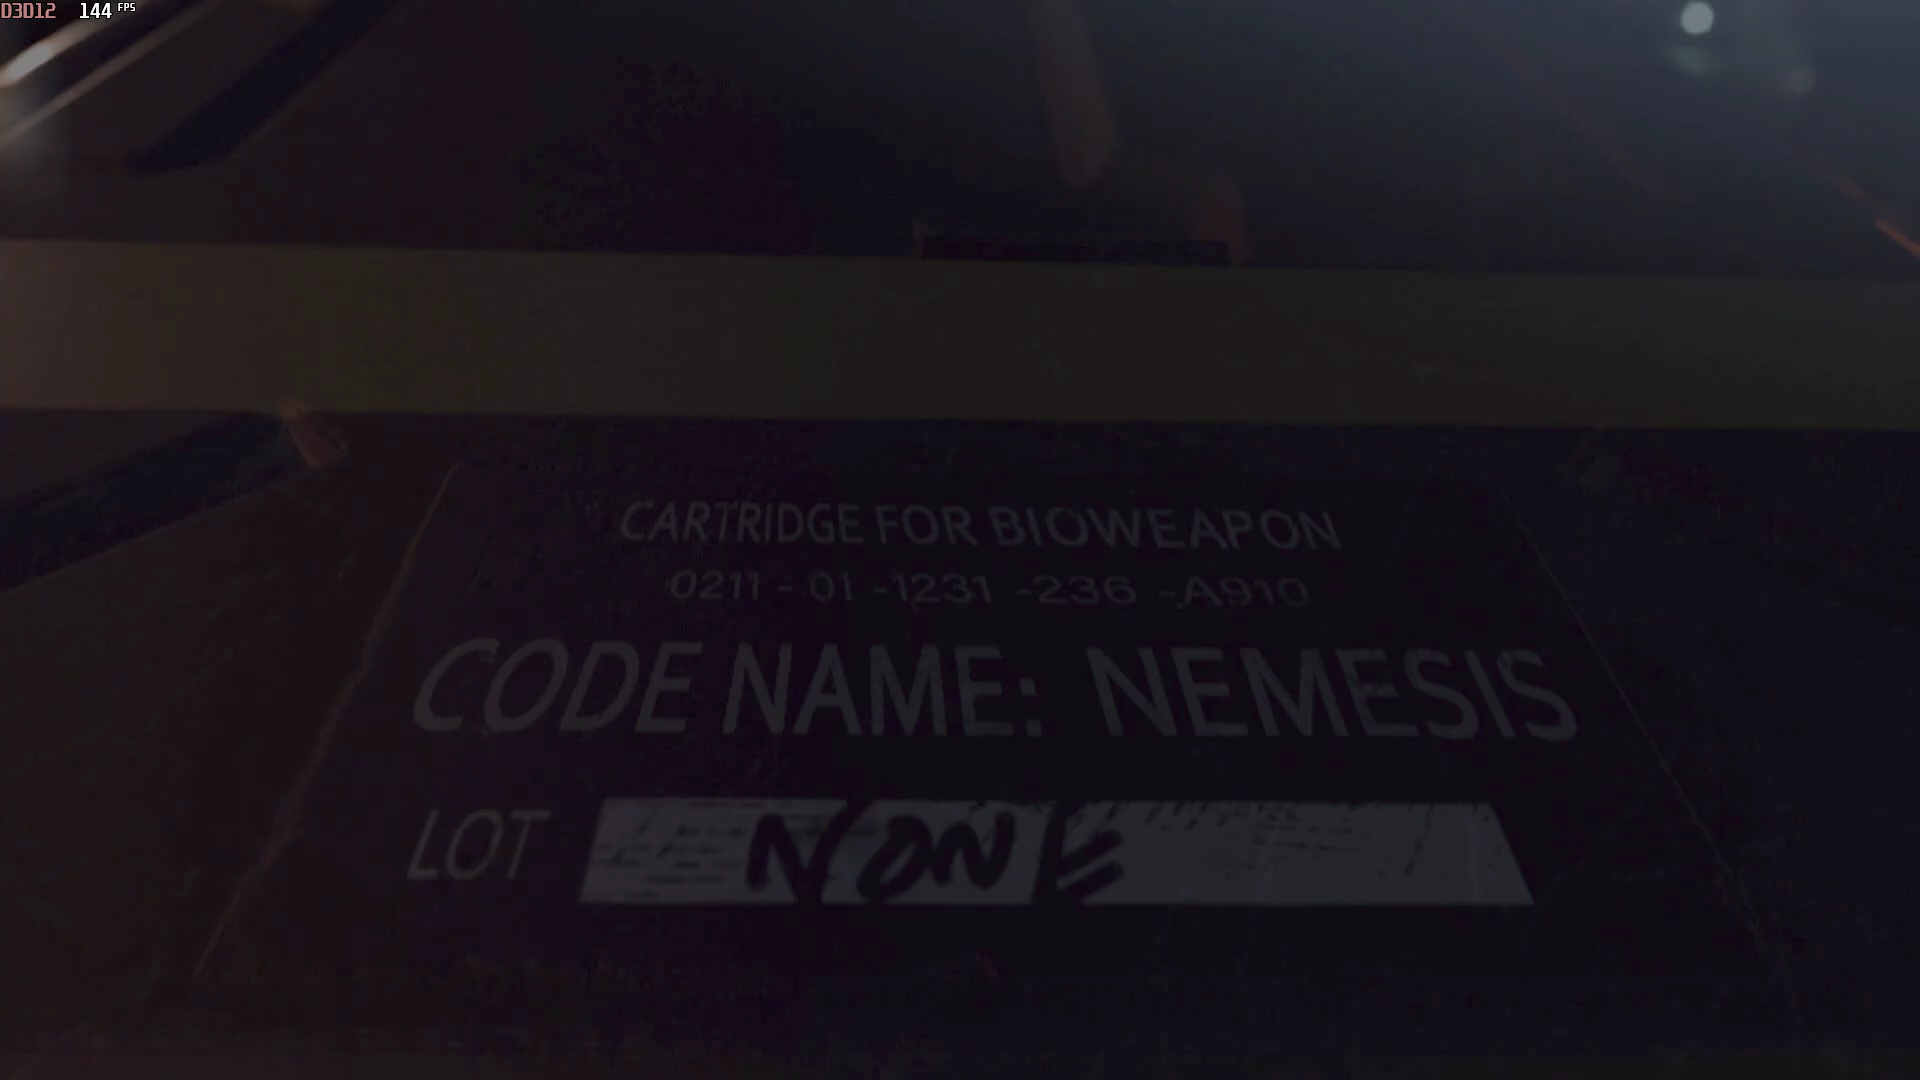 D3D12 144 FPS
CARTRIDGE FOR BIOWEAPON
0211 - 01 -1231 -236 -A910
CODE NAME: NEMESIS
LOT NONE